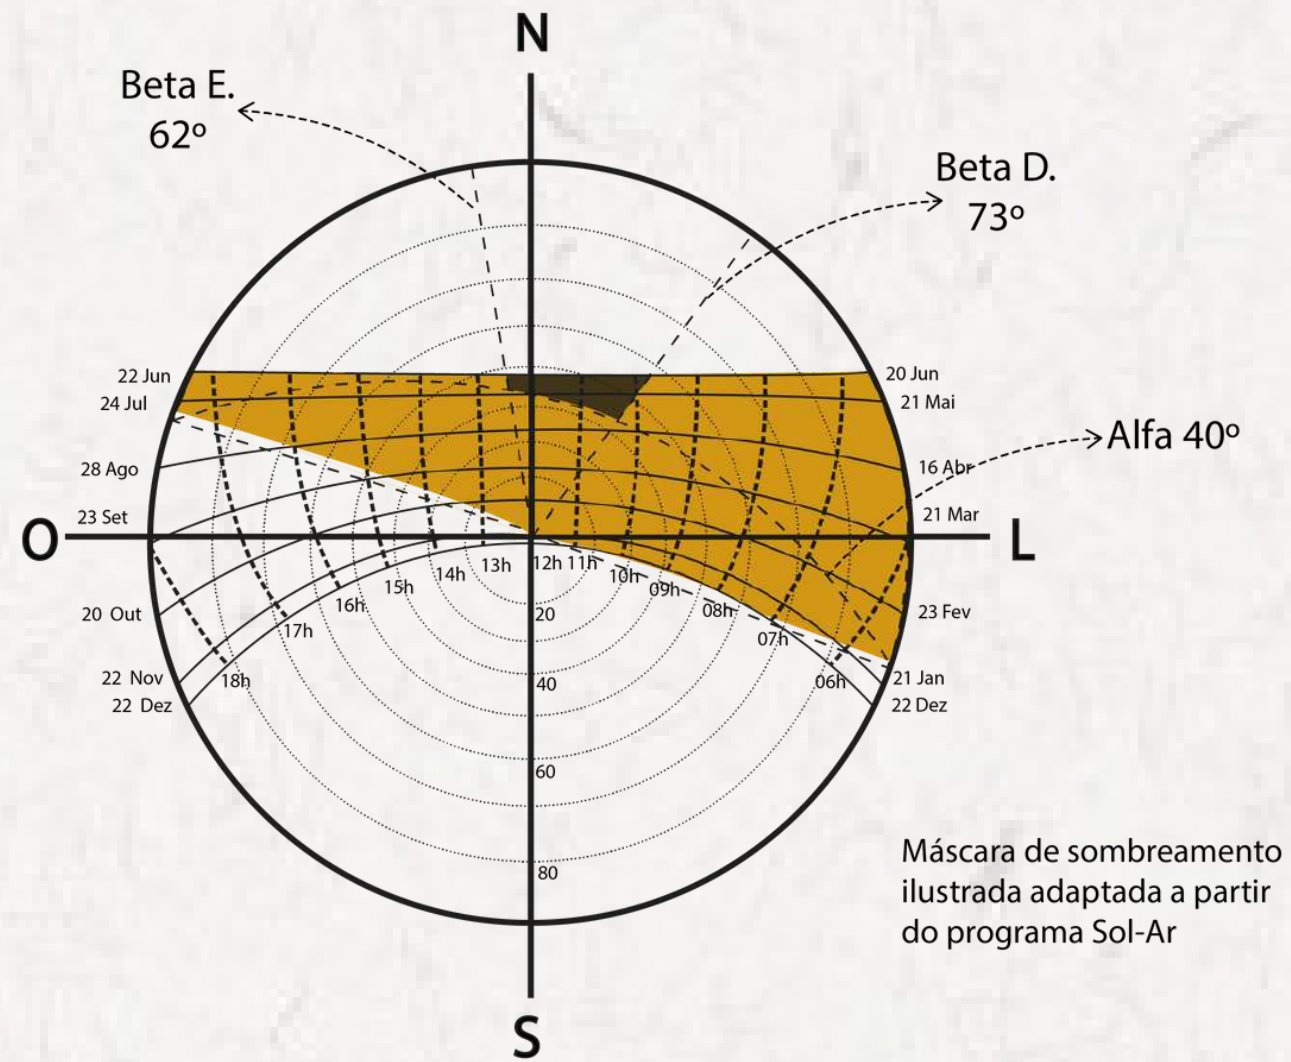 N
Beta E.
62º
Beta D.
73º
22 Jun
20 Jun
24 Jul
21 Mai
Alfa 40º
28 Ago
16 Abr
23 Set
21 Mar
O
L
13h
12h
11h
14h
10h
15h
09h
16h
08h
20 Out
20
23 Fev
17h
07h
22 Nov
18h
40
06h
21 Jan
22 Dez
22 Dez
60
80
Máscara de sombreamento
ilustrada adaptada a partir
do programa Sol-Ar
S